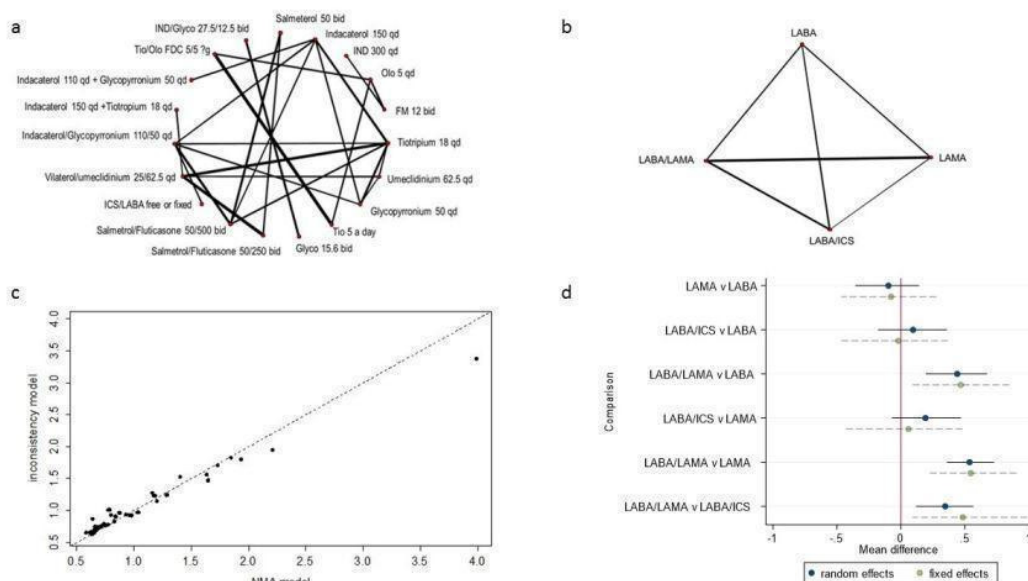 a
IND/Glyco 27.5/12.5 bid
Salmeterol 50 bid
Indacaterol 150 qd
Tio/Olo FDC 5/5 ?g
IND 300 qd
Olo 5 qd
Indacaterol 110 qd + Glycopyrronium 50 qd
FM 12 bid
Indacaterol 150 qd +Tiotropium 18 qd
Indacaterol/Glycopyrronium 110/50 qd
Tiotripium 18 qd
Vilaterol/umeclidinium 25/62.5 qd
Umeclidinium 62.5 qd
ICS/LABA free or fixed
Glycopyrronium 50 qd
Salmetrol/Fluticasone 50/500 bid
Tio 5 a day
Salmetrol/Fluticasone 50/250 bid
Glyco 15.6 bid
b
LABA
LABA/LAMA
LAMA
LABA/ICS
c
inconsistency model
4.0
3.5
3.0
2.5
2.0
1.5
1.0
0.5
0.5 1.0 1.5 2.0 2.5 3.0 3.5 4.0
NMA model
d
Comparison
LAMA v LABA
LABA/ICS v LABA
LABA/LAMA v LABA
LABA/ICS v LAMA
LABA/LAMA v LAMA
LABA/LAMA v LABA/ICS
-1 -.5 0 .5 1
Mean difference
random effects fixed effects